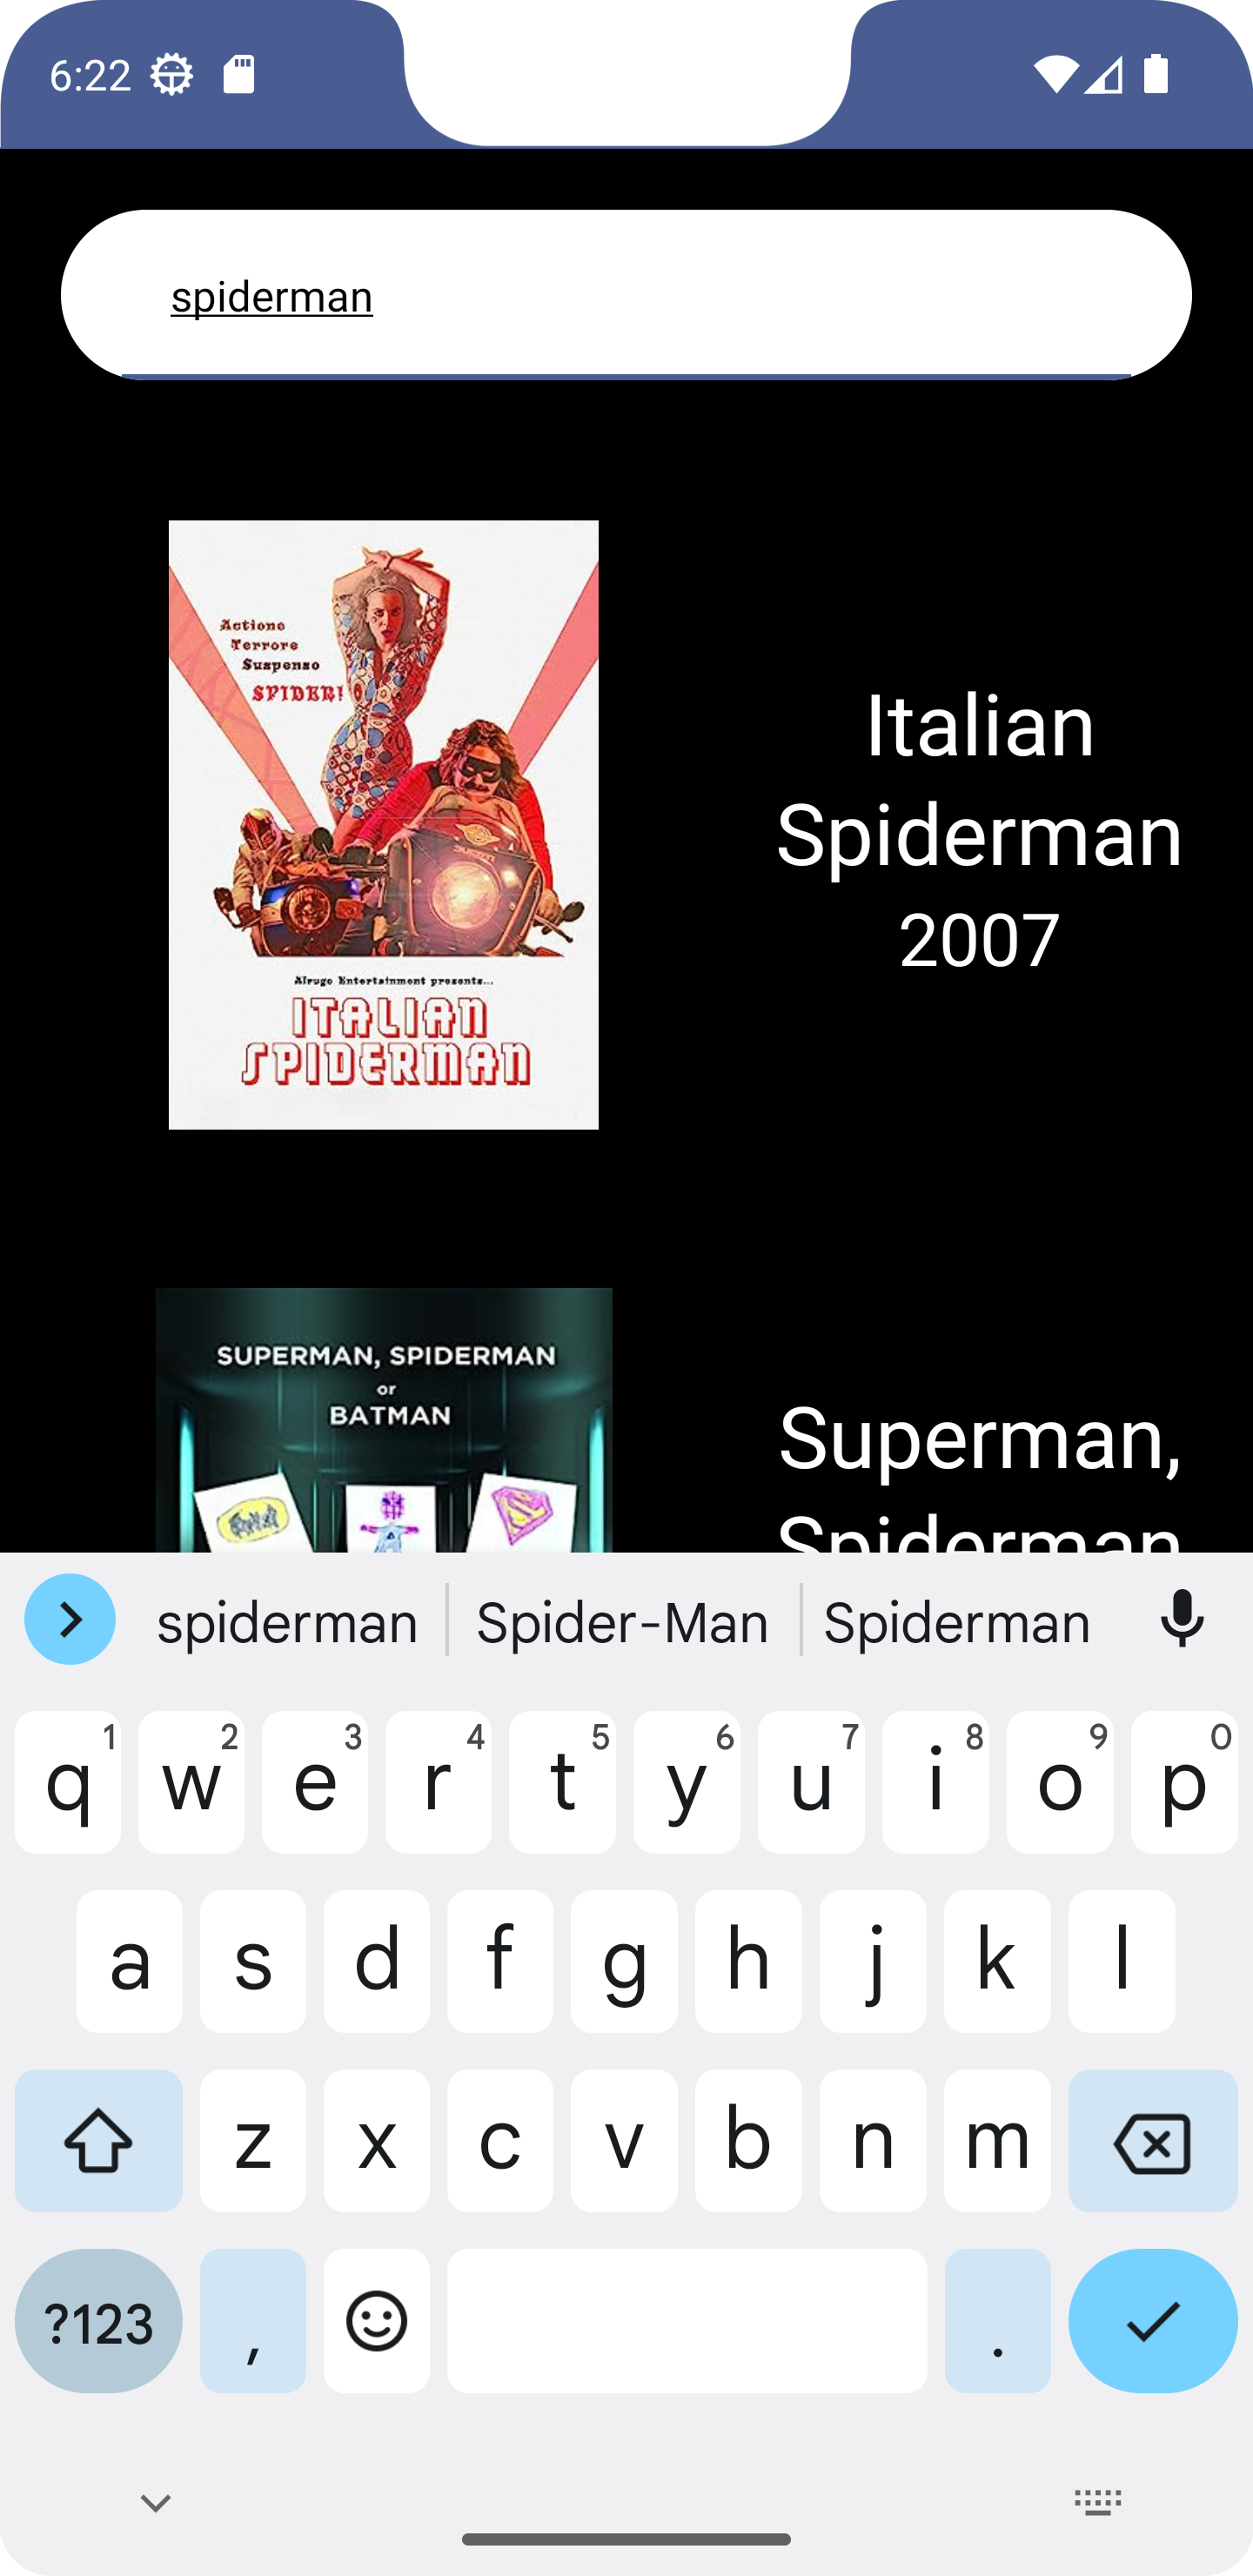 6:22
spiderman
Actione
Terrore
Suspenso
SPIDER!
Alrugo Entertainment presents...
ITALIAN
SPIDERMAN
Italian
Spiderman
2007
SUPERMAN, SPIDERMAN
or
BATMAN
Superman,
Spiderman
spiderman Spider-Man Spiderman
1 2 3 4 5 6 7 8 9 0
q w e r t y u i o p
a s d f g h j k l
z x c v b n m
?123 , .